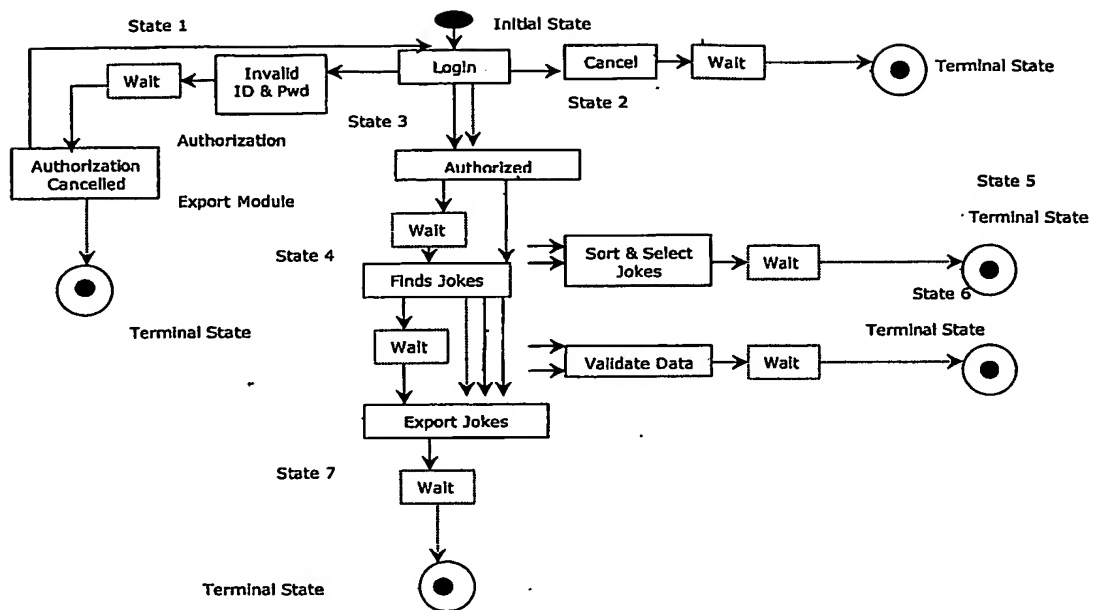 State 1
Initial State
LogIn
Cancel
Wait
Terminal State
Wait
Invalid
ID & Pwd
State 2
State 3
Authorization
Authorization
Cancelled
Authorized
Export Module
State 5
Terminal State
Wait
State 4
Sort & Select
Jokes
Wait
Finds Jokes
State 6
Terminal State
Terminal State
Wait
Validate Data
Wait
Export Jokes
State 7
Wait
Terminal State